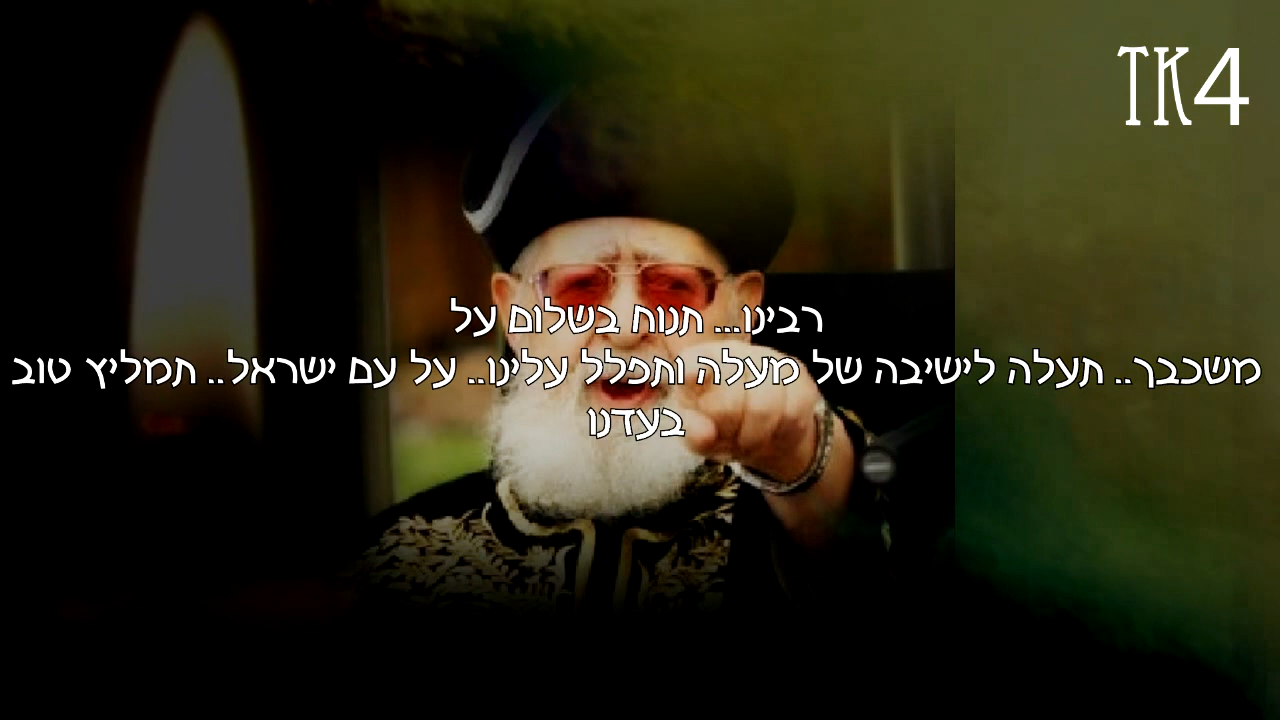 TK4
רבינו... תנוח בשלום על
משכבך.. תעלה לישיבה של מעלה ותפלל עלינו.. על עם ישראל.. תמליץ טוב
בעדנו